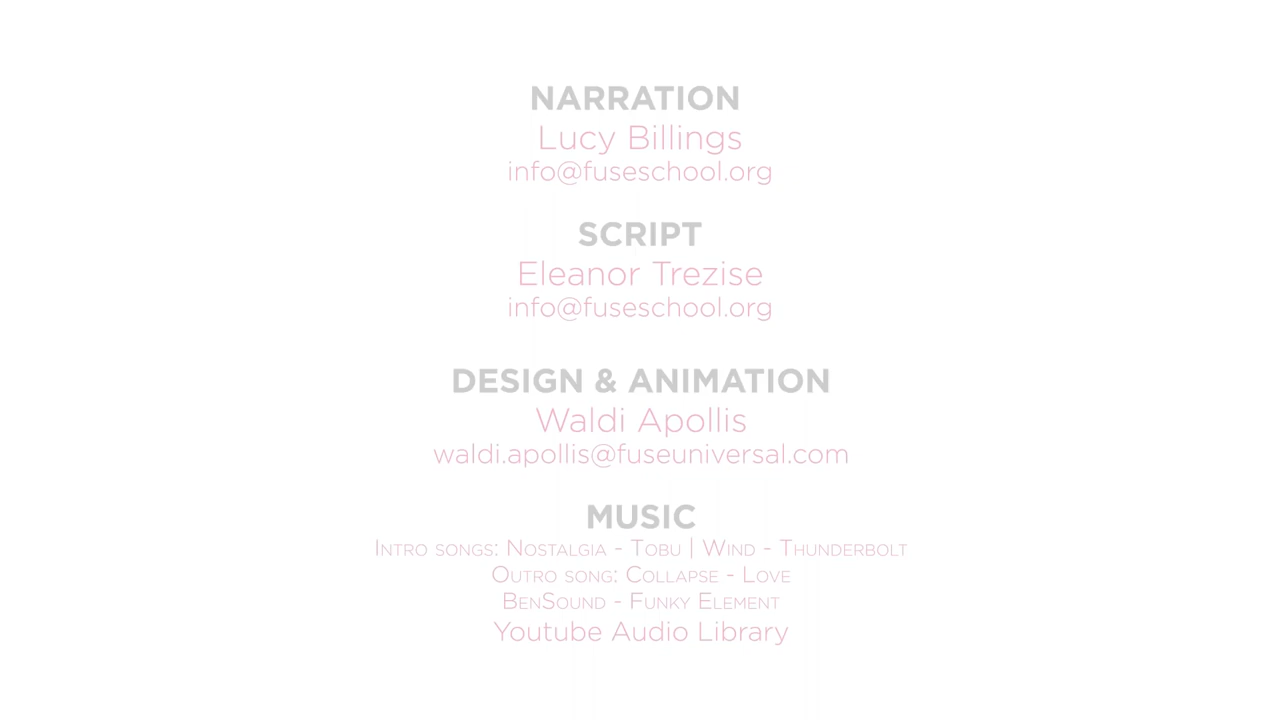 NARRATION
Lucy Billings
info@fuseschool.org
SCRIPT
Eleanor Trezise
info@fuseschool.org
DESIGN & ANIMATION
Waldi Apollis
waldi.apollis@fuseuniversal.com
MUSIC
Intro songs: Nostalgia - Tobu | Wind - Thunderbolt
Outro song: Collapse - Love
BenSound - Funky Element
Youtube Audio Library